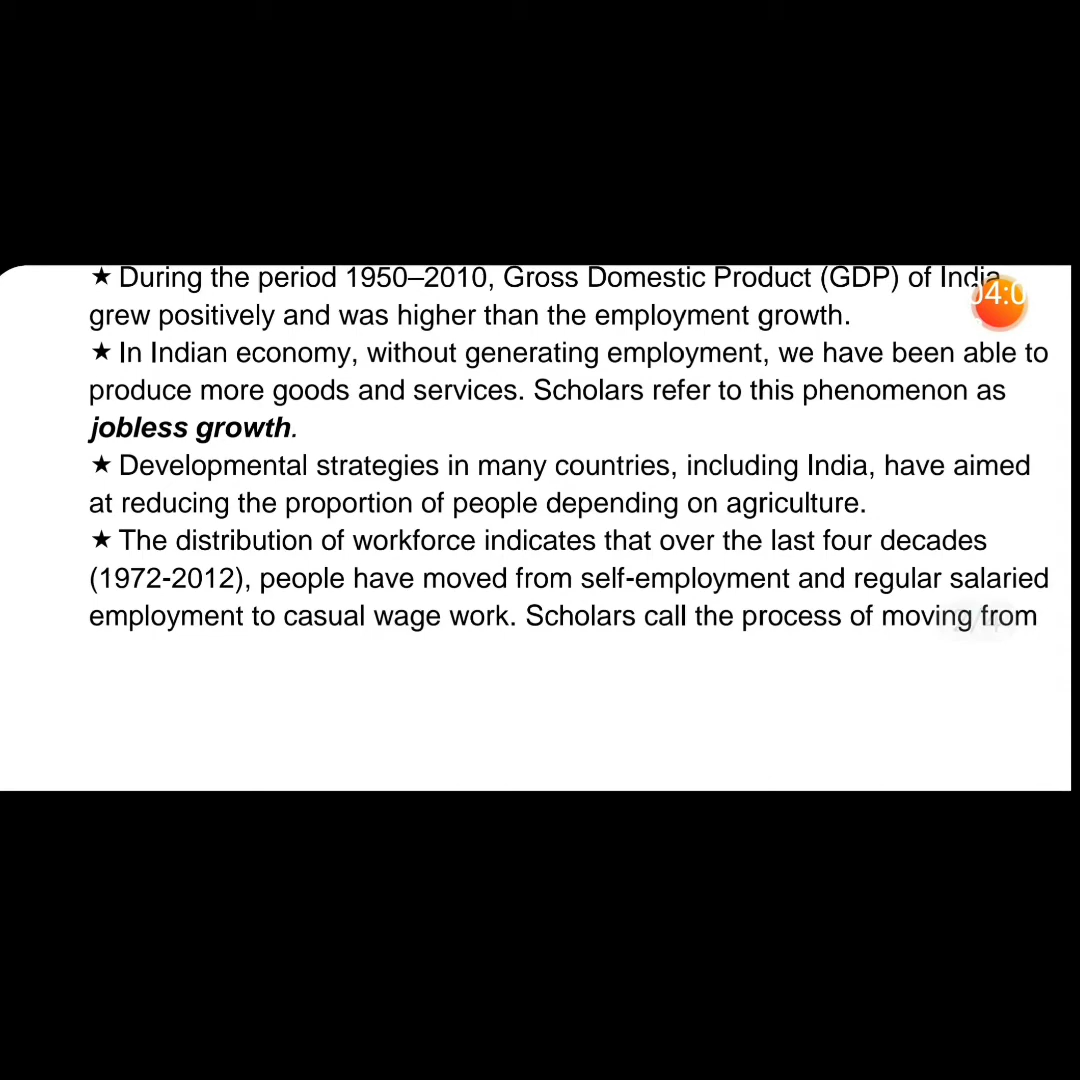 ★ During the period 1950–2010, Gross Domestic Product (GDP) of India
04:0
grew positively and was higher than the employment growth.
★ In Indian economy, without generating employment, we have been able to
produce more goods and services. Scholars refer to this phenomenon as
jobless growth.
★ Developmental strategies in many countries, including India, have aimed
at reducing the proportion of people depending on agriculture.
★ The distribution of workforce indicates that over the last four decades
(1972-2012), people have moved from self-employment and regular salaried
employment to casual wage work. Scholars call the process of moving from